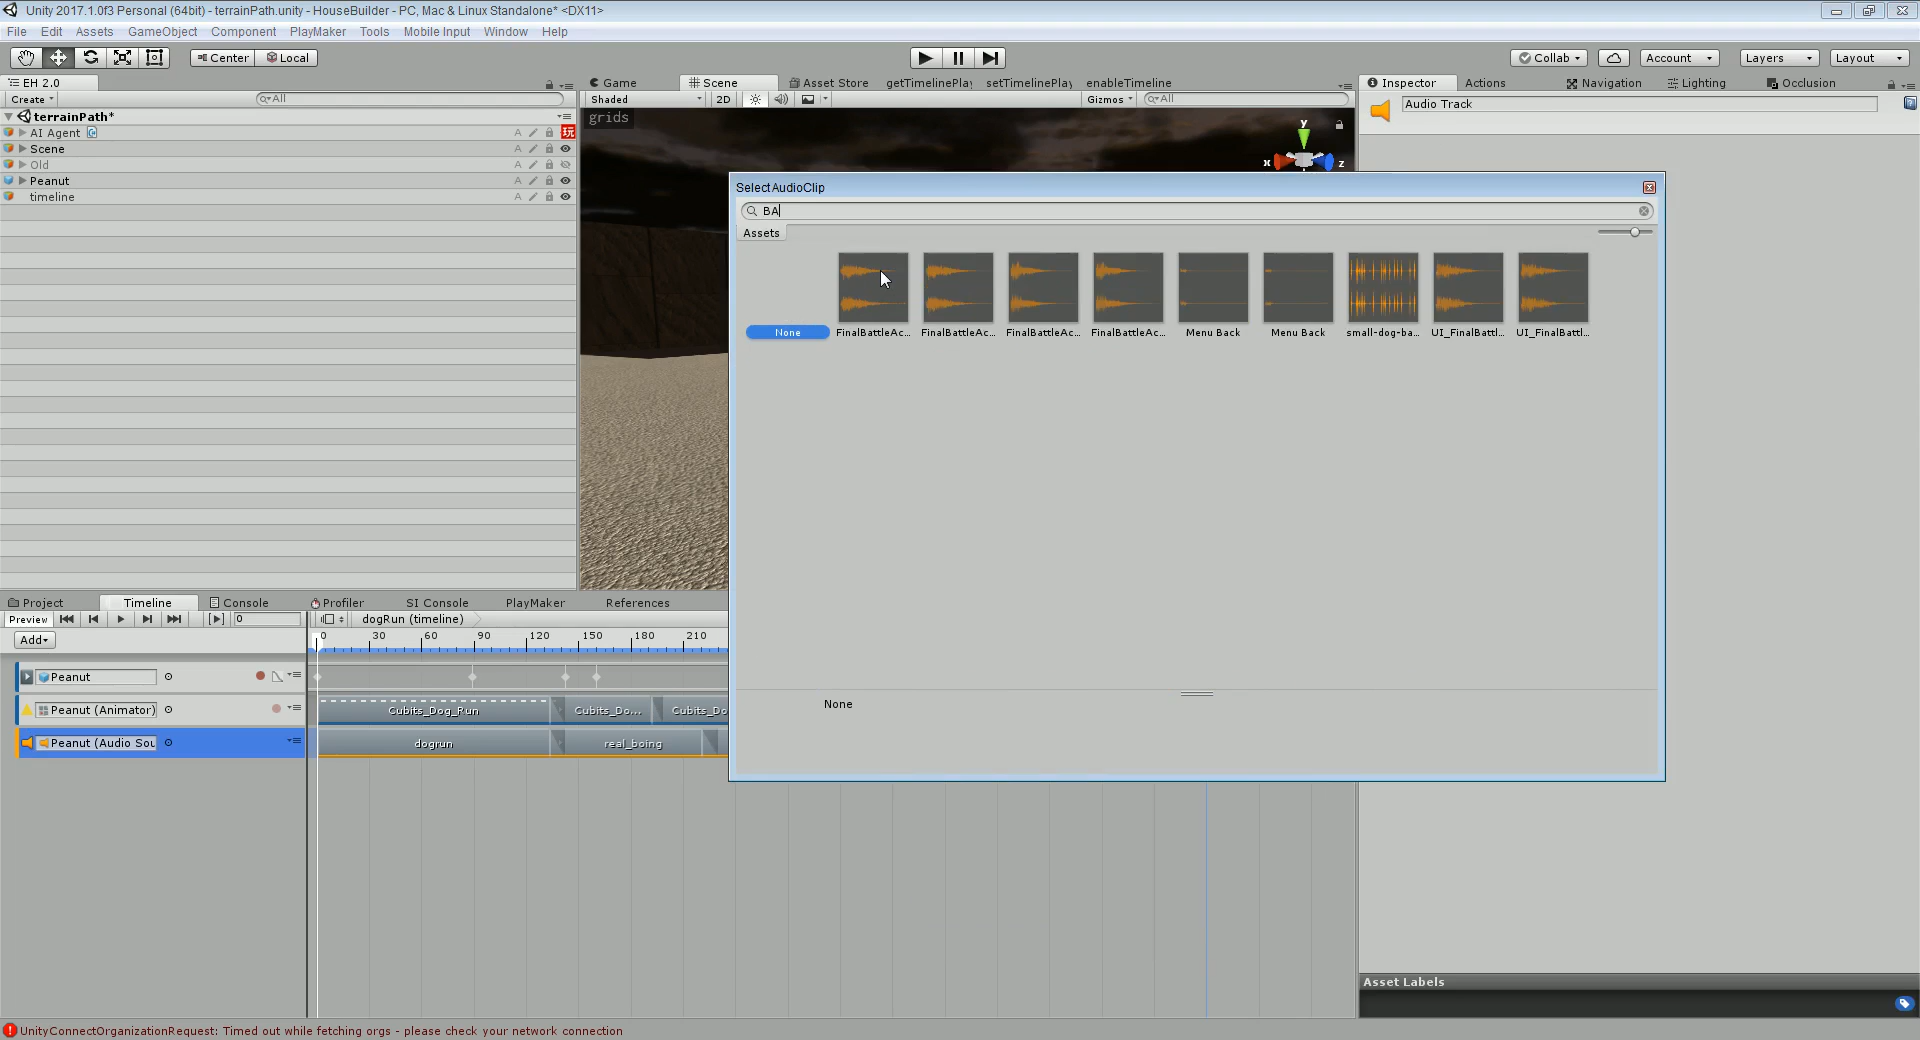 Unity 2017.1.0f3 Personal (64bit) - terrainPath.unity - HouseBuilder - PC, Mac & Linux Standalone* <DX11>
File Edit Assets GameObject Component PlayMaker Tools Mobile Input Window Help
Center Local Collab Account Layers Layout
EH 2.0
Game Scene Asset Store getTimelinePlay setTimelinePlay enableTimeline
Inspector Actions Navigation Lighting Occlusion
Create All
Shaded 2D Gizmos All
Audio Track
terrainPath*
AI Agent
Scene
Old
Peanut
timeline
grids
y
x z
Select AudioClip
BA
Assets
None FinalBattleAc... FinalBattleAc... FinalBattleAc... FinalBattleAc... Menu Back Menu Back small-dog-ba... UI_FinalBattl... UI_FinalBattl...
None
Project Timeline Console Profiler SI Console PlayMaker References
Preview 0 dogRun (timeline)
Add
0 30 60 90 120 150 180 210
Peanut
Peanut (Animator) Cubits_Dog_Run Cubits_Do... Cubits_Do
Peanut (Audio Sou dogrun real_boing
Asset Labels
UnityConnectOrganizationRequest: Timed out while fetching orgs - please check your network connection